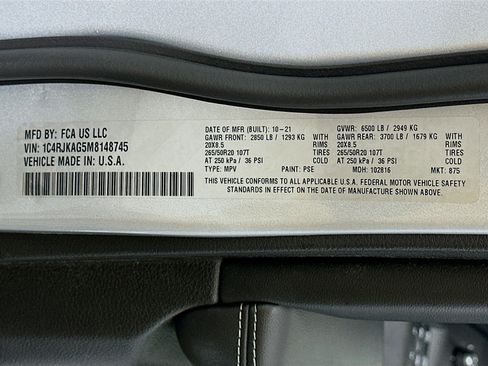 MFD BY: FCA US LLC
VIN: 1C4RJKAG5M8148745
VEHICLE MADE IN: U.S.A.
DATE OF MFR (BUILT): 10-21 GVWR: 6500 LB / 2949 KG
GAWR FRONT: 2850 LB / 1293 KG WITH GAWR REAR: 3700 LB / 1679 KG WITH
20X8.5 RIMS 20X8.5 RIMS
265/50R20 107T TIRES 265/50R20 107T TIRES
AT 250 kPa / 36 PSI AT 250 kPa / 36 PSI
TYPE: MPV PAINT: PSE MDH: 102816 MKT: 875
THIS VEHICLE CONFORMS TO ALL APPLICABLE U.S.A. FEDERAL MOTOR VEHICLE SAFETY
STANDARDS IN EFFECT ON THE DATE OF MANUFACTURE SHOWN ABOVE.